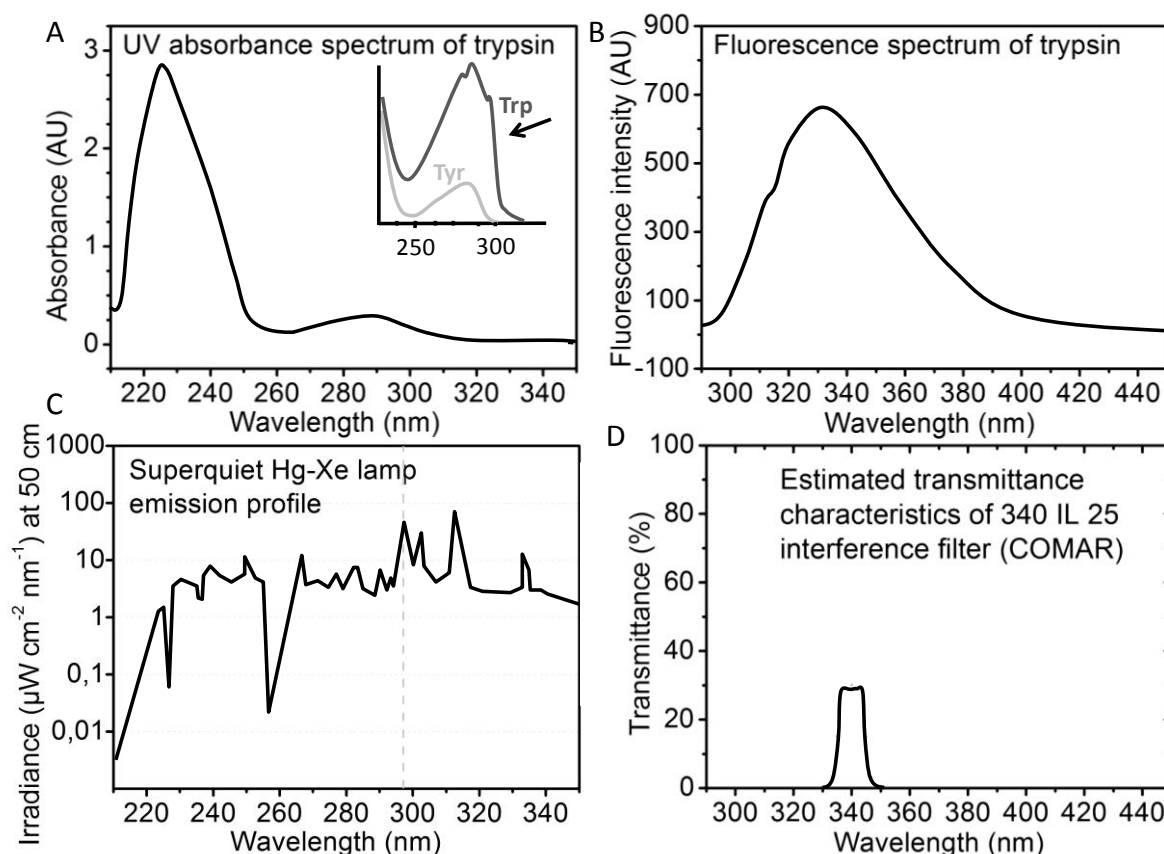 A
UV absorbance spectrum of trypsin
Trp
Tyr
250
300
3
2
1
0
Absorbance (AU)
220 240 260 280 300 320 340
Wavelength (nm)
B
Fluorescence spectrum of trypsin
900
700
500
300
100
-100
Fluorescence intensity (AU)
300 320 340 360 380 400 420 440
Wavelength (nm)
C
Superquiet Hg-Xe lamp
emission profile
1000
100
10
1
0,1
0,01
Irradiance (µW cm⁻² nm⁻¹) at 50 cm
220 240 260 280 300 320 340
Wavelength (nm)
D
Estimated transmittance
characteristics of 340 IL 25
interference filter (COMAR)
100
80
60
40
20
0
Transmittance (%)
300 320 340 360 380 400 420 440
Wavelength (nm)